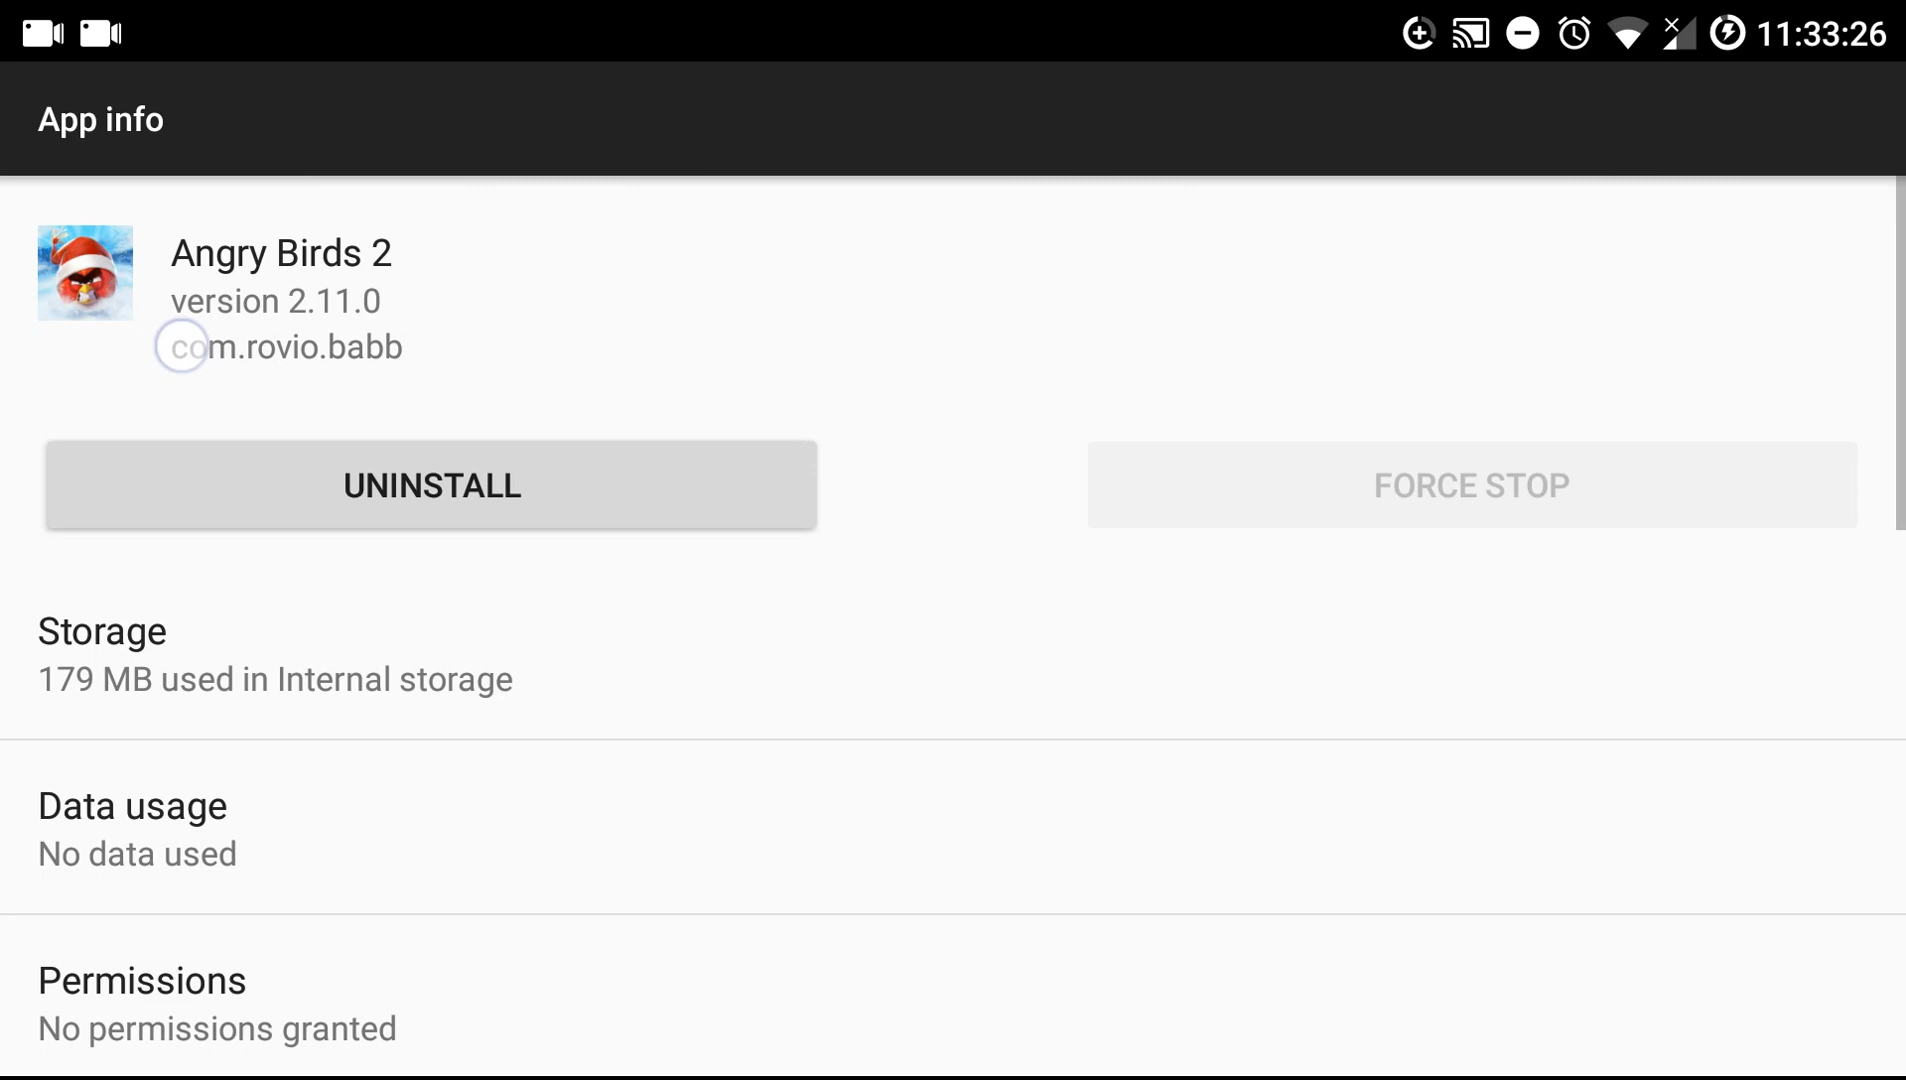 11:33:26
App info
Angry Birds 2
version 2.11.0
com.rovio.babb
UNINSTALL
FORCE STOP
Storage
179 MB used in Internal storage
Data usage
No data used
Permissions
No permissions granted